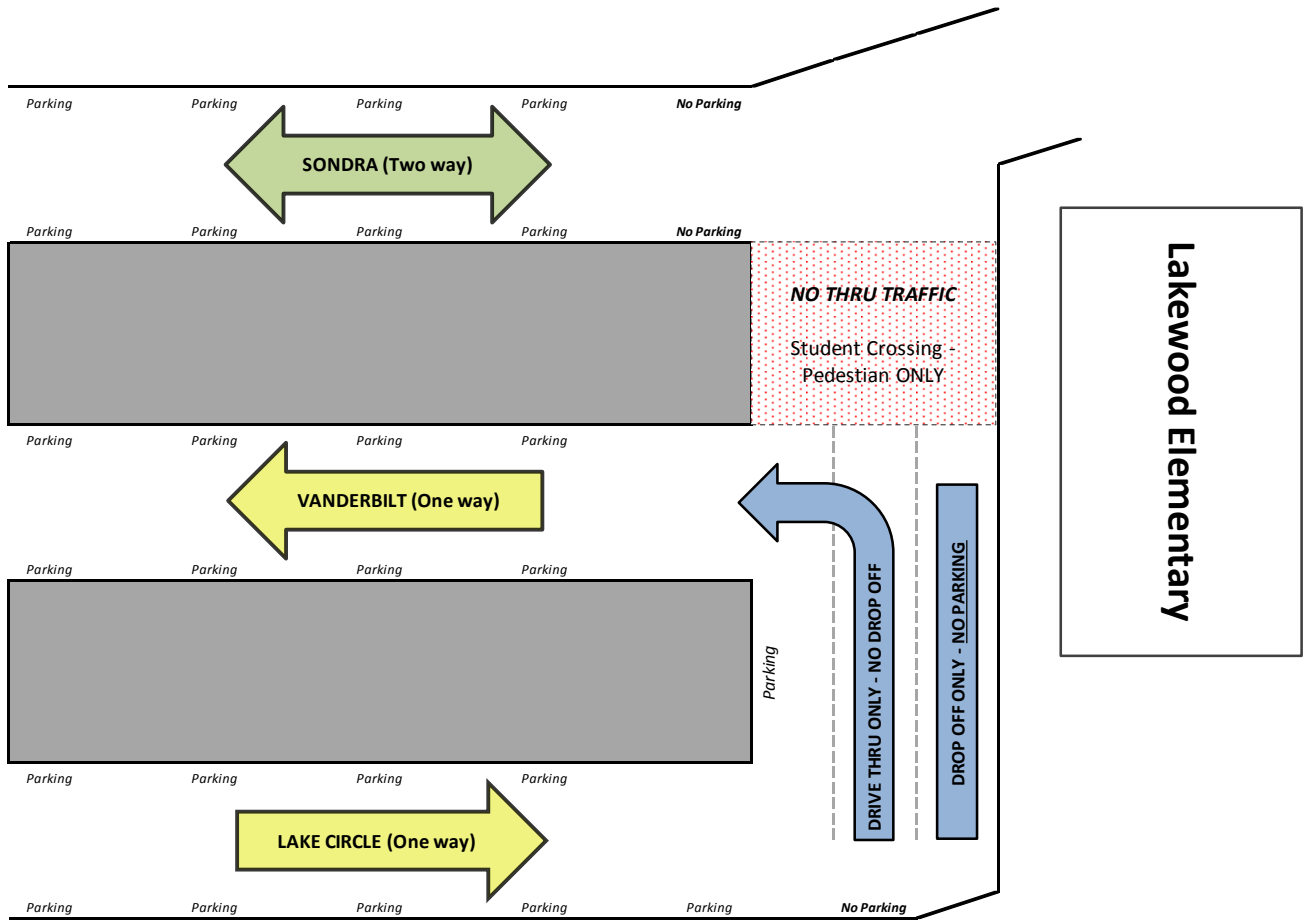 Parking Parking Parking Parking No Parking
SONDRA (Two way)
Parking Parking Parking Parking No Parking
NO THRU TRAFFIC
Student Crossing -
Pedestian ONLY
Lakewood Elementary
Parking Parking Parking Parking
VANDERBILT (One way)
DRIVE THRU ONLY - NO DROP OFF
DROP OFF ONLY - NO PARKING
Parking Parking Parking Parking
Parking
Parking Parking Parking Parking
LAKE CIRCLE (One way)
Parking Parking Parking Parking Parking No Parking